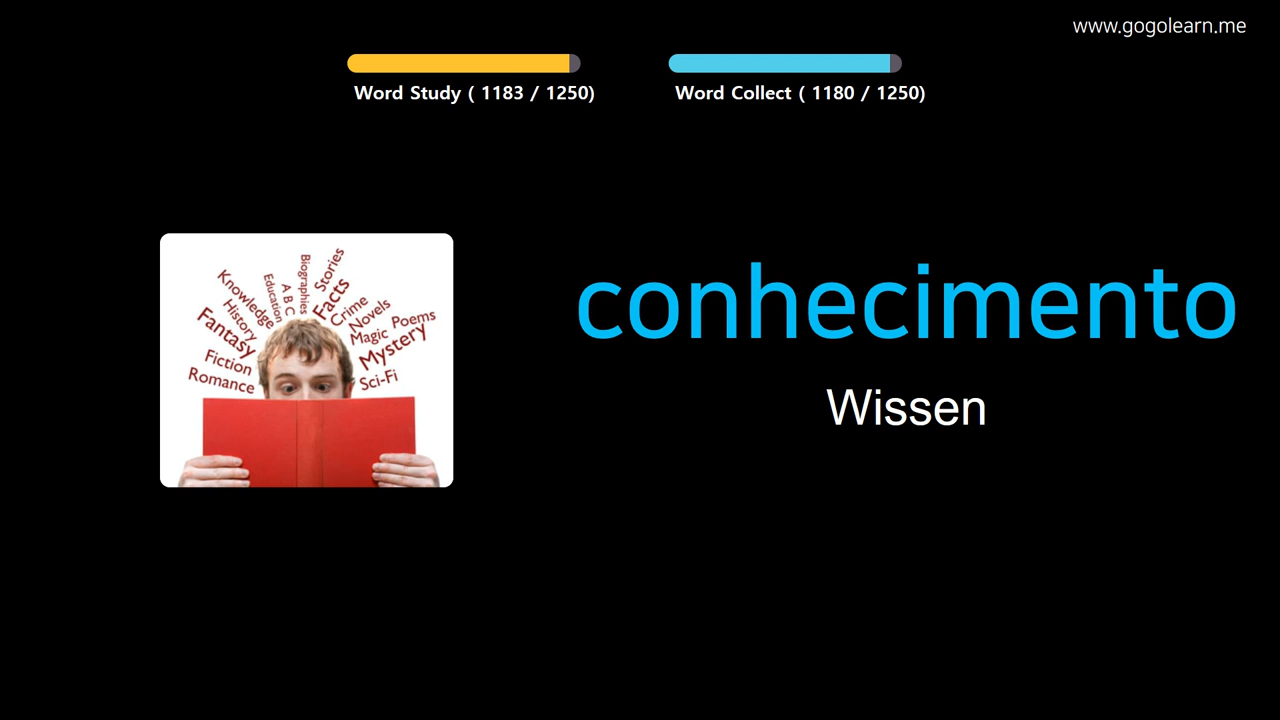 www.gogolearn.me
Word Study ( 1183 / 1250)
Word Collect ( 1180 / 1250)
conhecimento
Wissen
Knowledge
History
Fantasy
Fiction
Romance
Education
A B C
Biographies
Stories
Facts
Crime
Novels
Magic
Poems
Mystery
Sci-Fi